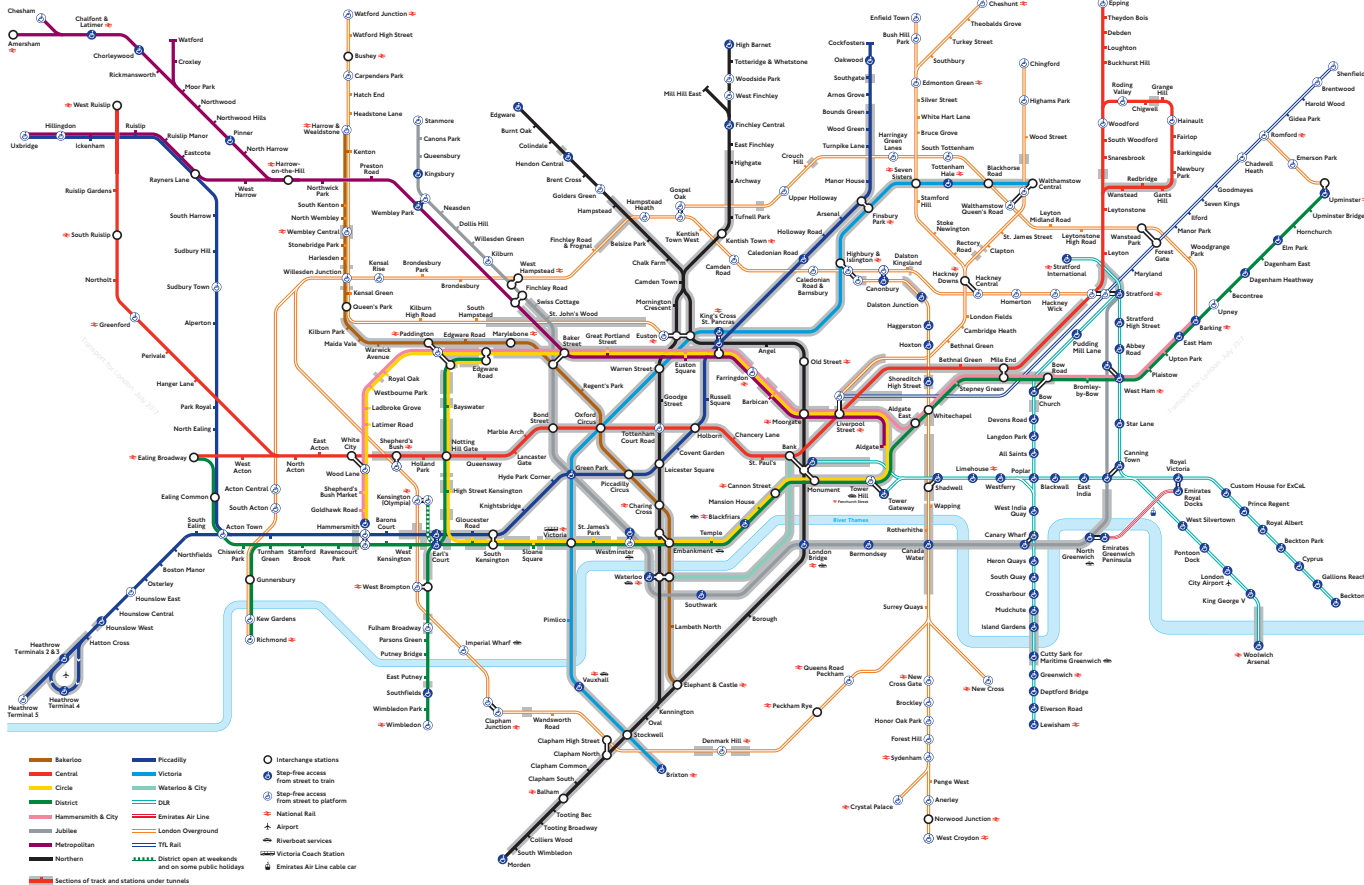 Chesham
Chalfont &
Latimer
Amersham
Chorleywood
Rickmansworth
Watford
Croxley
Moor Park
Northwood
Northwood Hills
Pinner
North Harrow
Harrow-
on-the-Hill
Northwick
Park
Preston
Road
Wembley Park
West Ruislip
Hillingdon
Uxbridge
Ickenham
Ruislip
Ruislip Manor
Eastcote
Rayners Lane
West
Harrow
Ruislip Gardens
South Ruislip
Northolt
Greenford
Perivale
Hanger Lane
South Harrow
Sudbury Hill
Sudbury Town
Alperton
Park Royal
North Ealing
Ealing Broadway
West
Acton
North
Acton
East
Acton
White
City
Ealing Common
South
Ealing
Acton Town
Acton Central
South Acton
Northfields
Boston Manor
Osterley
Hounslow East
Hounslow Central
Hounslow West
Hatton Cross
Heathrow
Terminals 2 & 3
Heathrow
Terminal 4
Heathrow
Terminal 5
Watford Junction
Watford High Street
Bushey
Carpenders Park
Hatch End
Headstone Lane
Harrow &
Wealdstone
Kenton
South Kenton
North Wembley
Wembley Central
Stonebridge Park
Harlesden
Willesden Junction
Kensal Green
Queen's Park
Kilburn Park
Maida Vale
Warwick
Avenue
Paddington
Kensal
Rise
Brondesbury
Park
Brondesbury
Kilburn
High Road
South
Hampstead
Stanmore
Canons Park
Queensbury
Kingsbury
Neasden
Dollis Hill
Willesden Green
Kilburn
West
Hampstead
Finchley Road
Swiss Cottage
St. John's Wood
Finchley Road
& Frognal
Edgware
Burnt Oak
Colindale
Hendon Central
Brent Cross
Golders Green
Hampstead
Belsize Park
Chalk Farm
Camden Town
Mornington
Crescent
Hampstead
Heath
Gospel
Oak
Kentish
Town West
Camden
Road
High Barnet
Totteridge & Whetstone
Woodside Park
West Finchley
Mill Hill East
Finchley Central
East Finchley
Highgate
Archway
Tufnell Park
Kentish Town
Cockfosters
Oakwood
Southgate
Arnos Grove
Bounds Green
Wood Green
Turnpike Lane
Manor House
Harringay
Green
Lanes
Crouch
Hill
Upper Holloway
Arsenal
Finsbury
Park
Holloway Road
Caledonian Road
Caledonian
Road &
Barnsbury
Highbury &
Islington
Seven
Sisters
South Tottenham
Tottenham
Hale
Blackhorse
Road
Walthamstow
Central
Walthamstow
Queen's Road
Enfield Town
Bush Hill
Park
Cheshunt
Theobalds Grove
Turkey Street
Southbury
Edmonton Green
Silver Street
White Hart Lane
Bruce Grove
Stamford
Hill
Stoke
Newington
Rectory
Road
Clapton
St. James Street
Chingford
Highams Park
Wood Street
Leyton
Midland Road
Leytonstone
High Road
Wanstead
Park
Woodgrange
Park
Epping
Theydon Bois
Debden
Loughton
Buckhurst Hill
Roding
Valley
Chigwell
Grange
Hill
Hainault
Fairlop
Barkingside
Newbury
Park
Gants
Hill
Redbridge
Wanstead
Woodford
South Woodford
Snaresbrook
Leytonstone
Leyton
Shenfield
Brentwood
Harold Wood
Gidea Park
Romford
Chadwell
Heath
Goodmayes
Seven Kings
Ilford
Manor Park
Forest
Gate
Maryland
Emerson Park
Upminster
Upminster Bridge
Hornchurch
Elm Park
Dagenham East
Dagenham Heathway
Becontree
Upney
Barking
East Ham
Upton Park
Plaistow
West Ham
Stratford
International
Stratford
Stratford
High Street
Abbey
Road
Pudding
Mill Lane
Bow
Road
Bow
Church
Bromley-
by-Bow
Mile End
Stepney Green
Bethnal Green
Dalston
Kingsland
Canonbury
Dalston Junction
Haggerston
Hoxton
Shoreditch
High Street
Hackney
Downs
Hackney
Central
Homerton
Hackney
Wick
London Fields
Cambridge Heath
Bethnal Green
Whitechapel
Aldgate
East
Aldgate
Liverpool
Street
Moorgate
Old Street
Angel
King's Cross
St. Pancras
Euston
Euston
Square
Great Portland
Street
Warren Street
Baker
Street
Marylebone
Edgware Road
Edgware
Road
Farringdon
Barbican
Russell
Square
Goodge
Street
Regent's Park
Oxford
Circus
Bond
Street
Tottenham
Court Road
Holborn
Chancery Lane
St. Paul's
Bank
Monument
Covent Garden
Leicester Square
Piccadilly
Circus
Green Park
Hyde Park Corner
Knightsbridge
Marble Arch
Lancaster
Gate
Queensway
Notting
Hill Gate
Bayswater
Royal Oak
Westbourne Park
Ladbroke Grove
Latimer Road
Shepherd's
Bush
Holland
Park
Wood Lane
Shepherd's
Bush Market
Goldhawk Road
Hammersmith
Kensington
(Olympia)
High Street Kensington
Barons
Court
Gloucester
Road
Earl's
Court
West
Kensington
South
Kensington
Sloane
Square
Victoria
St. James's
Park
Westminster
Charing
Cross
Embankment
Temple
Blackfriars
Mansion House
Cannon Street
Tower
Hill
Fenchurch Street
Tower
Gateway
River Thames
Waterloo
Southwark
London
Bridge
Bermondsey
Canada
Water
Rotherhithe
Wapping
Shadwell
Limehouse
Westferry
Poplar
Blackwall
East
India
Canning
Town
Royal
Victoria
Emirates
Royal
Docks
Custom House for ExCeL
Prince Regent
Royal Albert
Beckton Park
Cyprus
Gallions Reach
Beckton
Star Lane
Devons Road
Langdon Park
All Saints
West India
Quay
Canary Wharf
Heron Quays
South Quay
Crossharbour
Mudchute
Island Gardens
Cutty Sark for
Maritime Greenwich
Greenwich
Deptford Bridge
Elverson Road
Lewisham
North
Greenwich
Emirates
Greenwich
Peninsula
West Silvertown
Pontoon
Dock
London
City Airport
King George V
Woolwich
Arsenal
Chiswick
Park
Turnham
Green
Stamford
Brook
Ravenscourt
Park
Gunnersbury
Kew Gardens
Richmond
West Brompton
Fulham Broadway
Parsons Green
Putney Bridge
East Putney
Southfields
Wimbledon Park
Wimbledon
Imperial Wharf
Clapham
Junction
Wandsworth
Road
Pimlico
Vauxhall
Lambeth North
Elephant & Castle
Borough
Kennington
Oval
Stockwell
Brixton
Clapham High Street
Clapham North
Clapham Common
Clapham South
Balham
Tooting Bec
Tooting Broadway
Colliers Wood
South Wimbledon
Morden
Denmark Hill
Peckham Rye
Queens Road
Peckham
Surrey Quays
New
Cross Gate
New Cross
Brockley
Honor Oak Park
Forest Hill
Sydenham
Crystal Palace
Penge West
Anerley
Norwood Junction
West Croydon
Bakerloo
Central
Circle
District
Hammersmith & City
Jubilee
Metropolitan
Northern
Sections of track and stations under tunnels
Piccadilly
Victoria
Waterloo & City
DLR
Emirates Air Line
London Overground
TfL Rail
District open at weekends
and on some public holidays
Interchange stations
Step-free access
from street to train
Step-free access
from street to platform
National Rail
Airport
Riverboat services
Victoria Coach Station
Emirates Air Line cable car